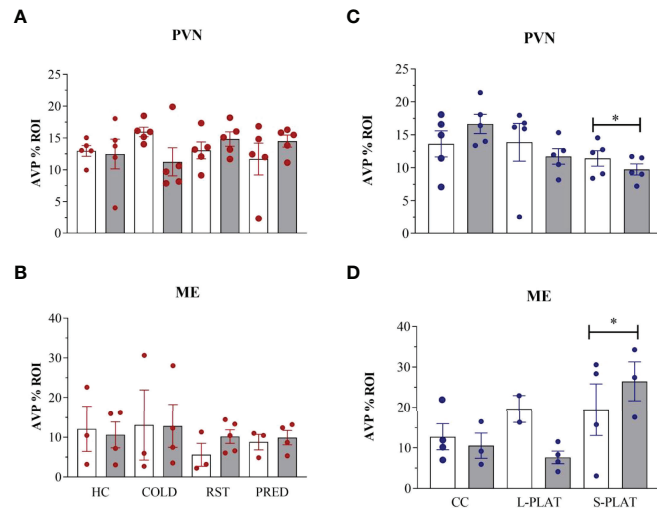 A
PVN
AVP % ROI
25
20
15
10
5
0
B
ME
AVP % ROI
40
30
20
10
0
HC COLD RST PRED
C
PVN
AVP % ROI
25
20
15
10
5
0
*
D
ME
AVP % ROI
40
30
20
10
0
*
CC L-PLAT S-PLAT